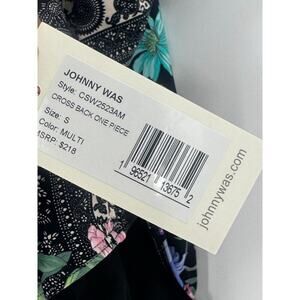 JOHNNY WAS
Style: CSW2523AM
CROSS BACK ONE PIECE
Size: S
Color: MULTI
MSRP: $218
1 96521 13675 2
johnnywas.com